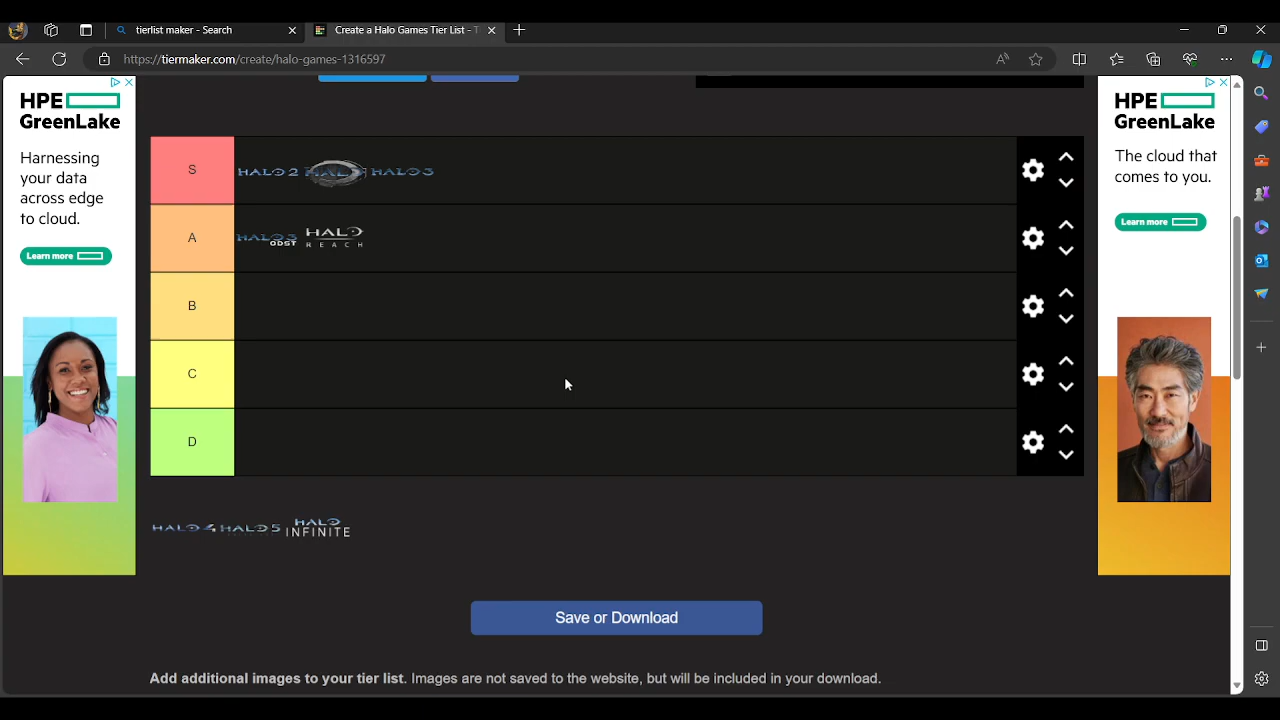 tierlist maker - Search
Create a Halo Games Tier List - T
https://tiermaker.com/create/halo-games-1316597
HPE
GreenLake
Harnessing
your data
across edge
to cloud.
Learn more
S
HALO 2 HALO HALO 3
A
HALO 3 ODST HALO REACH
B
C
D
HALO 4 HALO 5 HALO INFINITE
Save or Download
Add additional images to your tier list. Images are not saved to the website, but will be included in your download.
HPE
GreenLake
The cloud that
comes to you.
Learn more